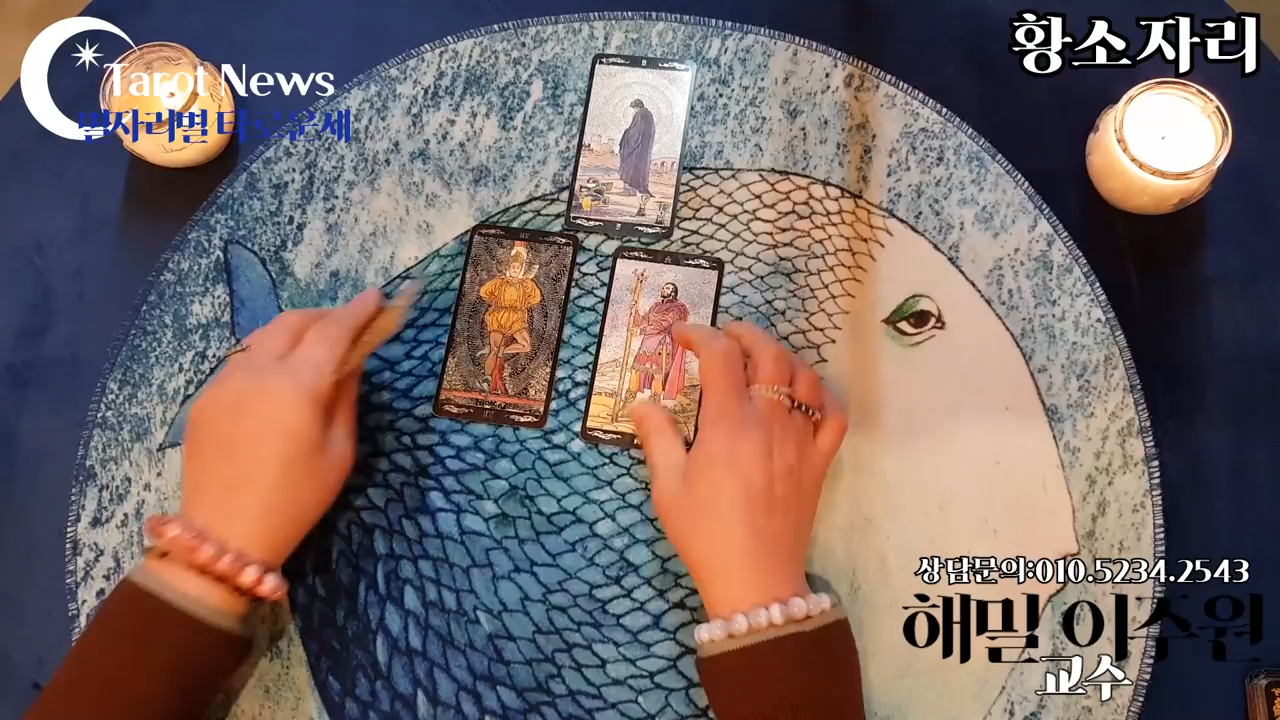 Tarot News
별자리별 타로운세
황소자리
상담문의:010.5234.2543
해밀 이주원
교수